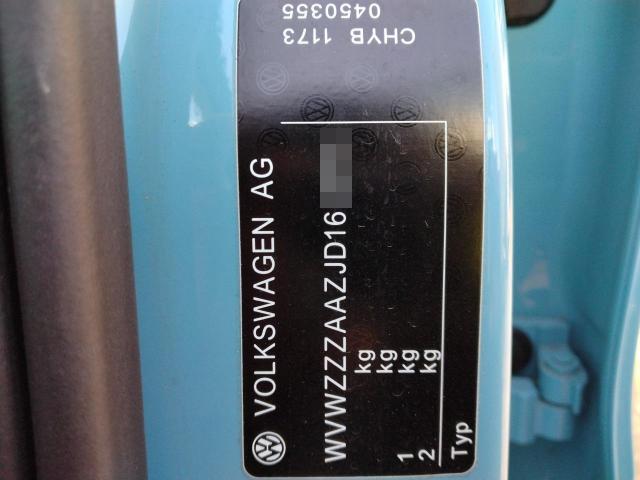 VOLKSWAGEN AG
WVWZZZAAZJD16
kg
kg
1 kg
2 kg
Typ
CHYB 1173
0450355